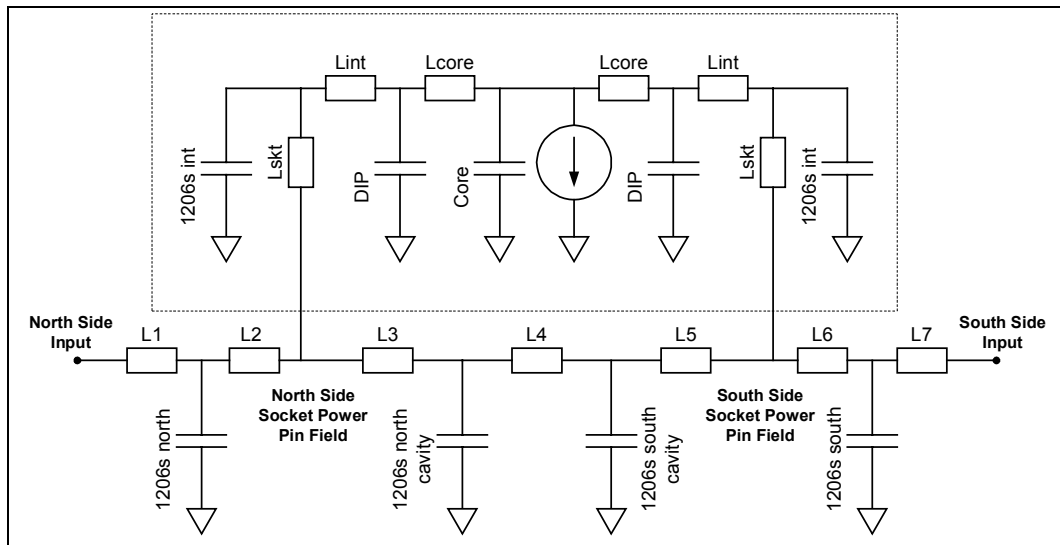 Lint
Lcore
Lcore
Lint
1206s int
Lskt
DIP
Core
DIP
Lskt
1206s int
North Side
Input
L1
L2
L3
L4
L5
L6
L7
South Side
Input
North Side
Socket Power
Pin Field
South Side
Socket Power
Pin Field
1206s north
1206s north
cavity
1206s south
cavity
1206s south